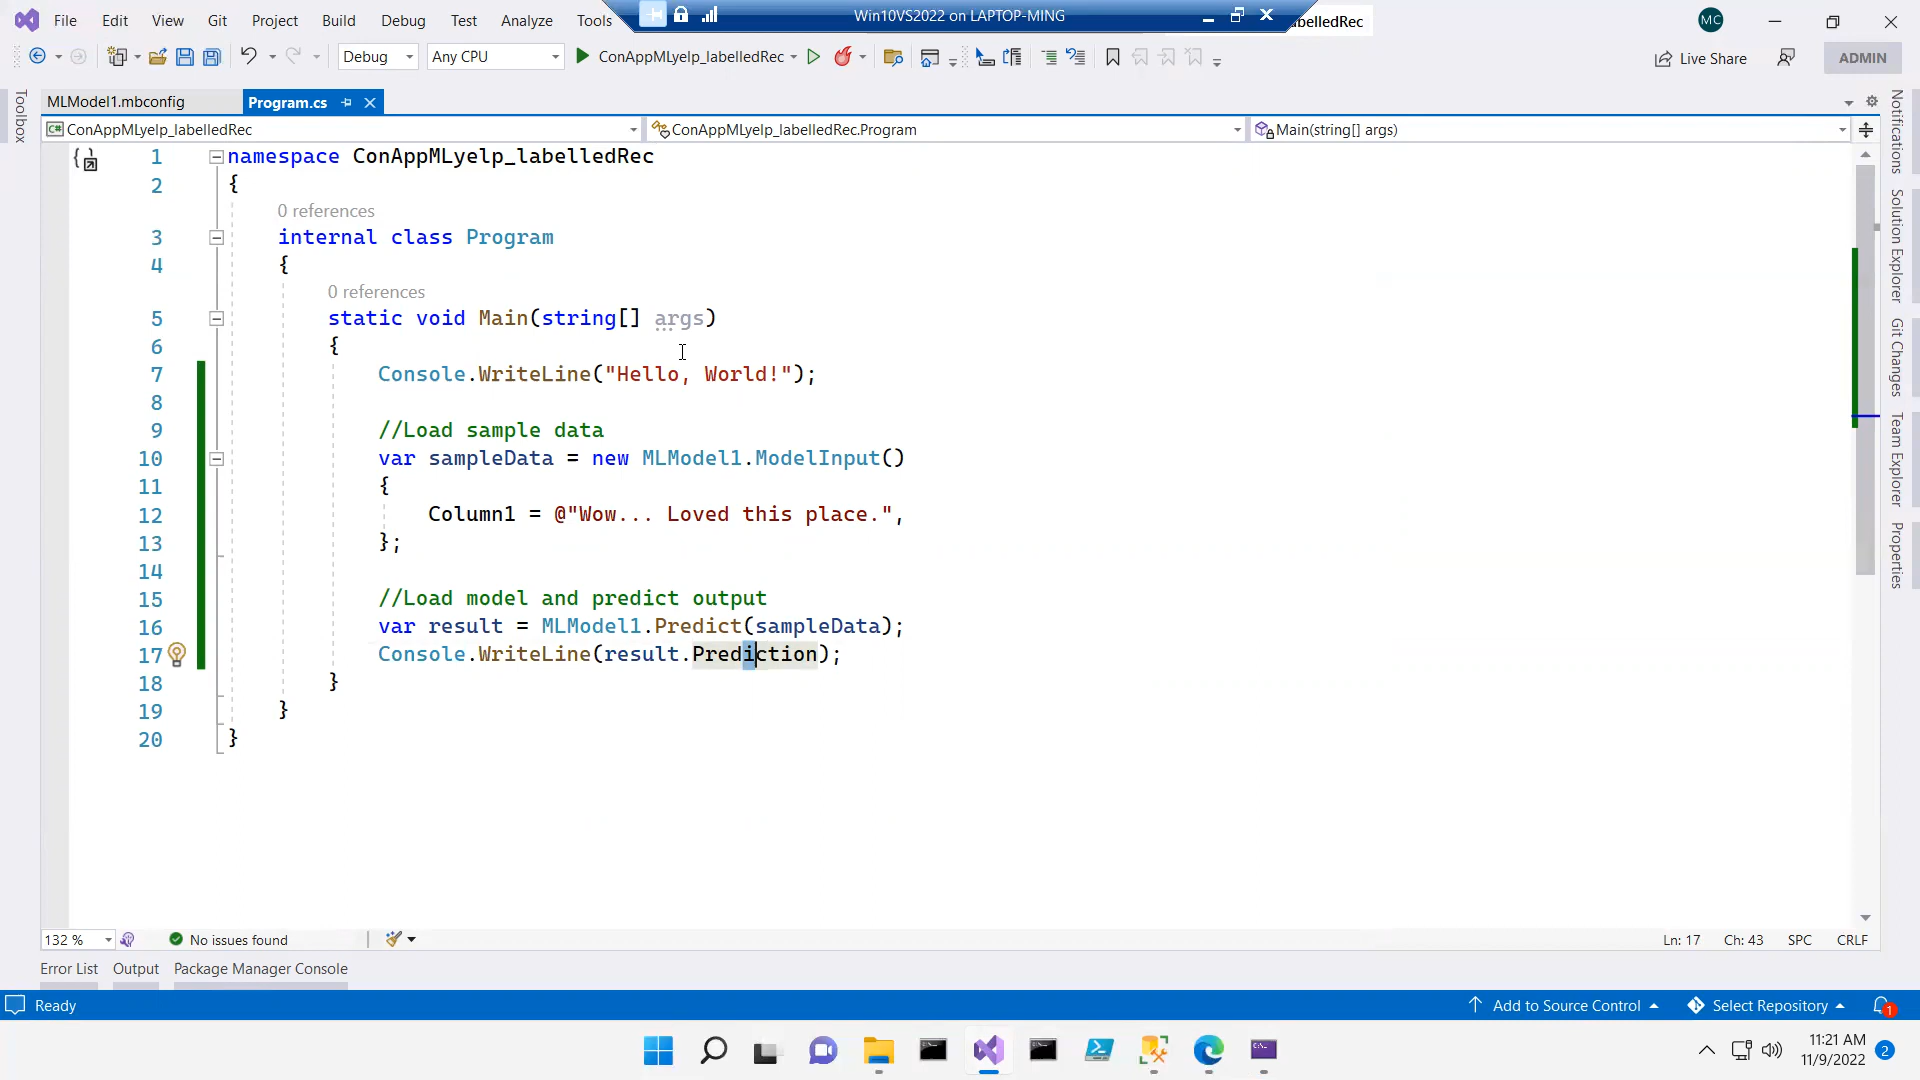 File Edit View Git Project Build Debug Test Analyze Tools
Win10VS2022 on LAPTOP-MING
belledRec
MC
Debug
Any CPU
ConAppMLyelp_labelledRec
Live Share
ADMIN
Toolbox
MLModel1.mbconfig
Program.cs
ConAppMLyelp_labelledRec
ConAppMLyelp_labelledRec.Program
Main(string[] args)
1 namespace ConAppMLyelp_labelledRec
2 {
0 references
3 internal class Program
4 {
0 references
5 static void Main(string[] args)
6 {
7 Console.WriteLine("Hello, World!");
8
9 //Load sample data
10 var sampleData = new MLModel1.ModelInput()
11 {
12 Column1 = @"Wow... Loved this place.",
13 };
14
15 //Load model and predict output
16 var result = MLModel1.Predict(sampleData);
17 Console.WriteLine(result.Prediction);
18 }
19 }
20 }
Notifications
Solution Explorer
Git Changes
Team Explorer
Properties
132 %
No issues found
Ln: 17 Ch: 43 SPC CRLF
Error List Output Package Manager Console
Ready
Add to Source Control
Select Repository
1
11:21 AM
11/9/2022
2